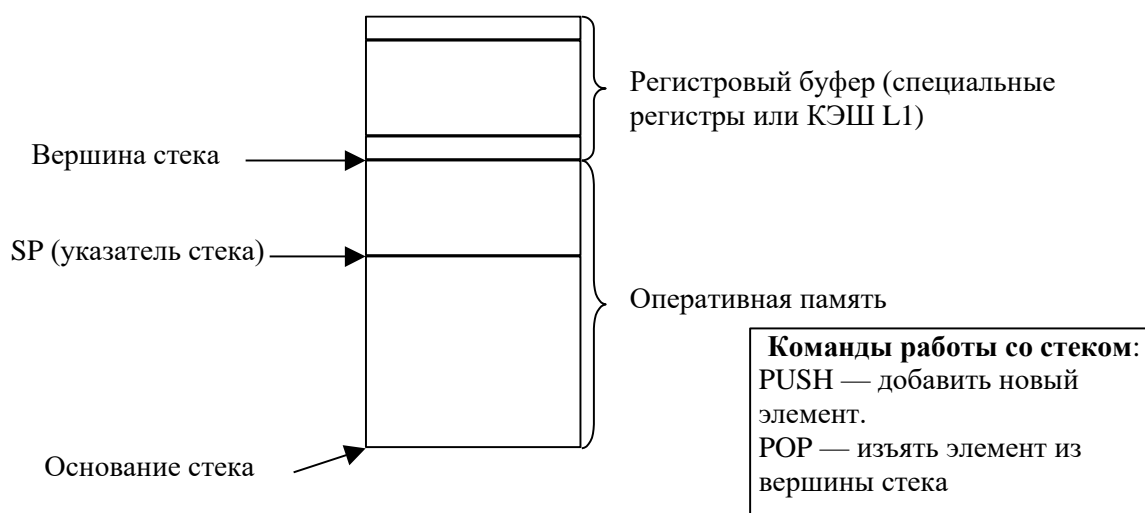 Регистровый буфер (специальные
регистры или КЭШ L1)
Вершина стека
SP (указатель стека)
Оперативная память
Команды работы со стеком:
PUSH — добавить новый
элемент.
POP — изъять элемент из
вершины стека
Основание стека